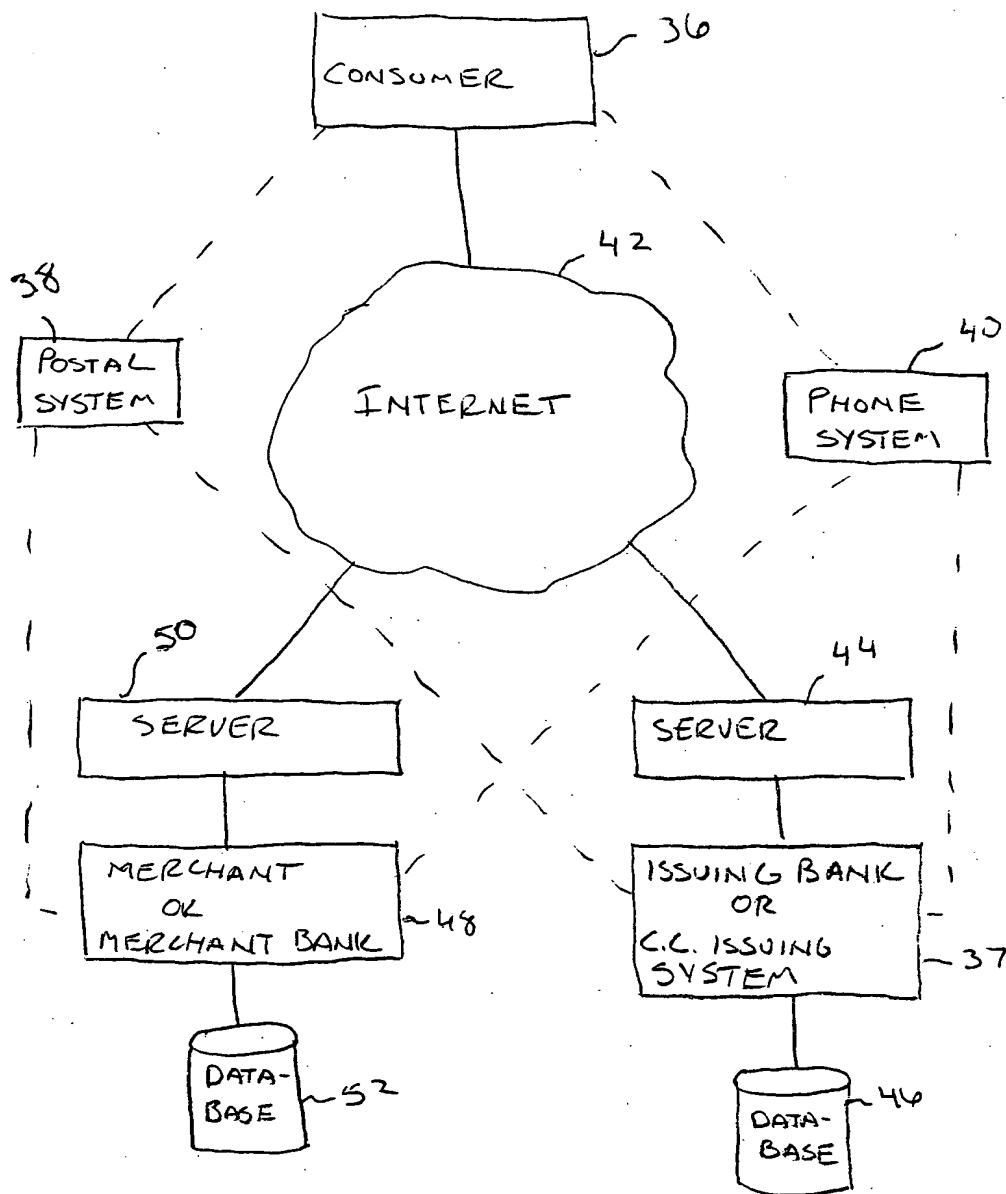 36
CONSUMER
42
38
POSTAL
SYSTEM
INTERNET
40
PHONE
SYSTEM
50
SERVER
44
SERVER
MERCHANT
OR
MERCHANT BANK
48
ISSUING BANK
OR
C.C. ISSUING
SYSTEM
37
DATA-
BASE
52
DATA-
BASE
46